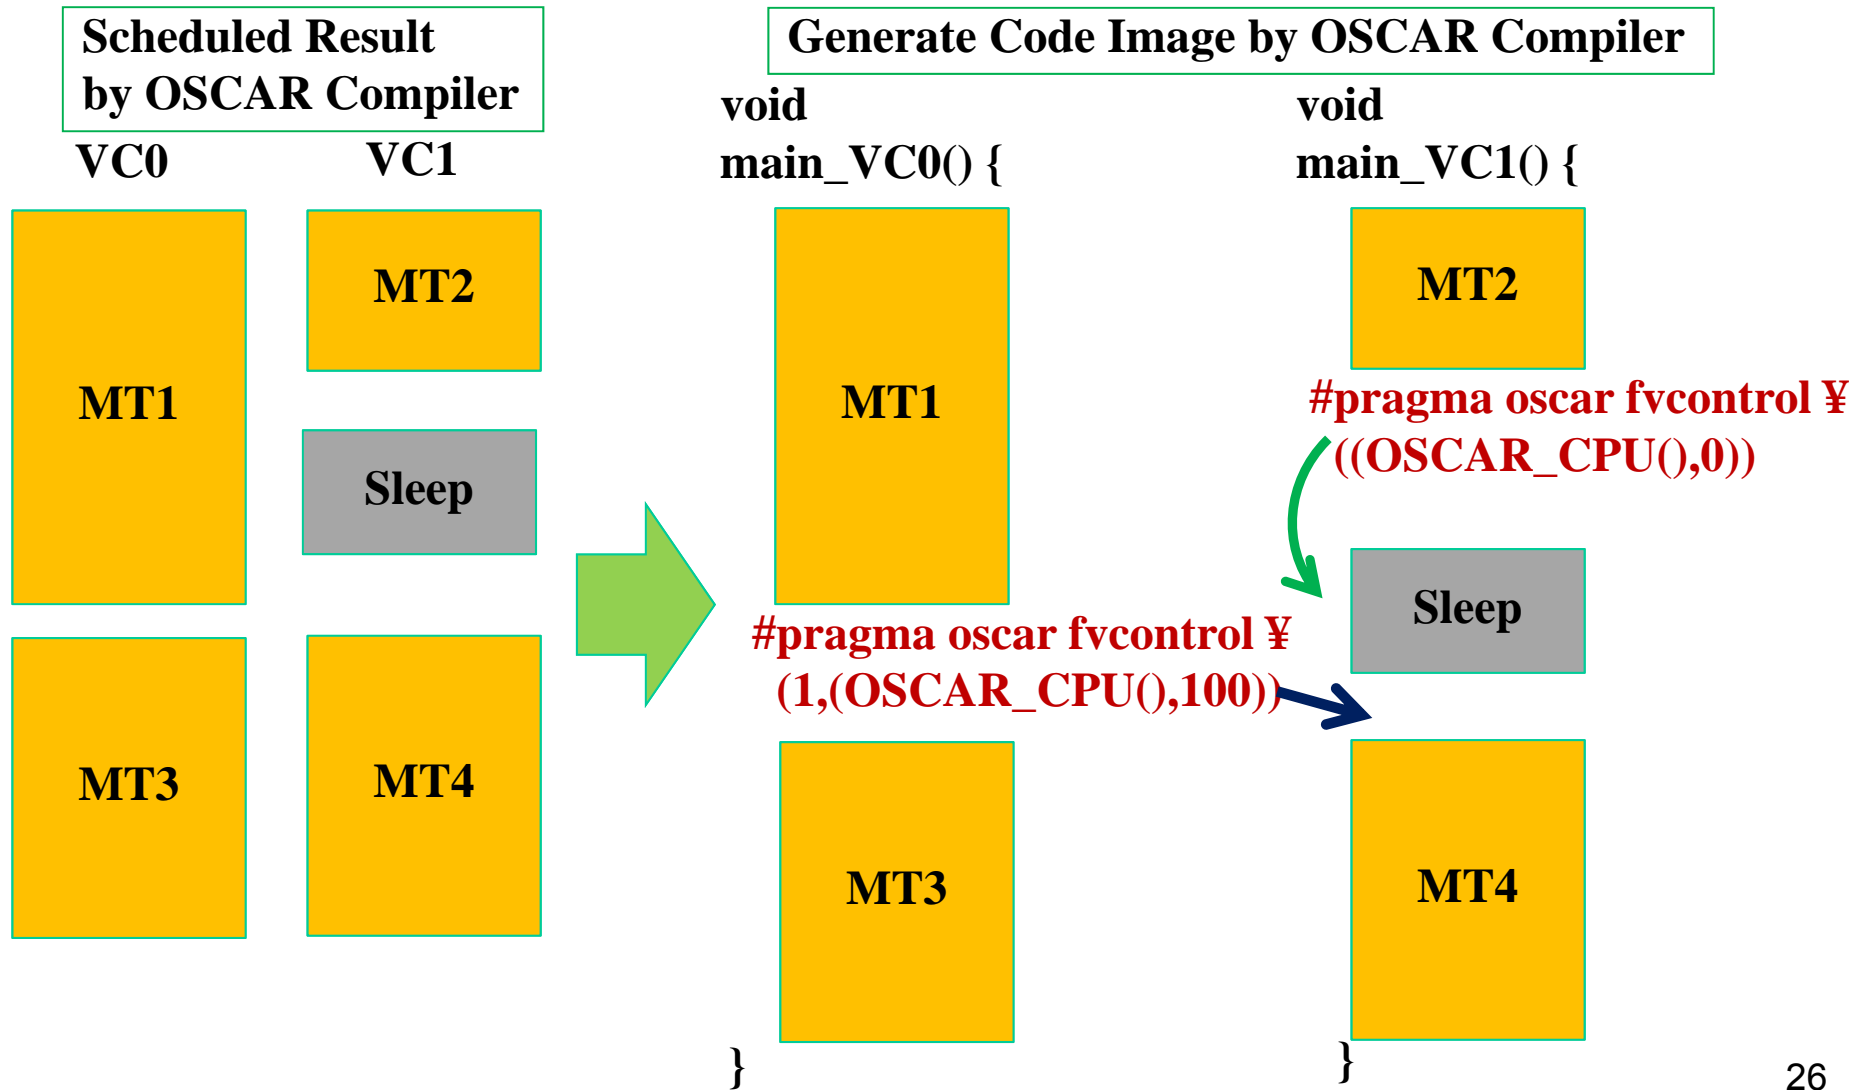 Scheduled Result
by OSCAR Compiler
VC0
VC1
MT1
MT2
Sleep
MT3
MT4
Generate Code Image by OSCAR Compiler
void
main_VC0() {
MT1
#pragma oscar fvcontrol ¥
(1,(OSCAR_CPU(),100))
MT3
}
void
main_VC1() {
MT2
#pragma oscar fvcontrol ¥
((OSCAR_CPU(),0))
Sleep
MT4
}
26